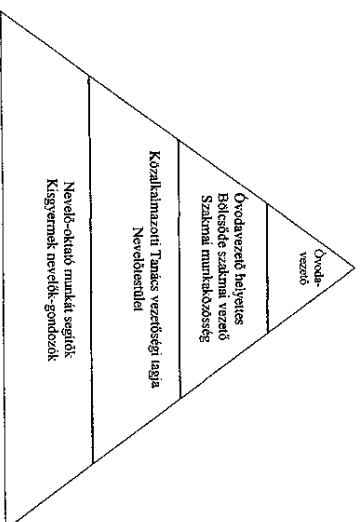 Óvoda-
vezető
Óvodavezető helyettes
Bölcsőde szakmai vezető
Szakmai munkaközösség
Közalkalmazotti Tanács vezetőségi tagja
Nevelőtestület
Nevelő-oktató munkát segítők
Kisgyermek nevelők-gondozók